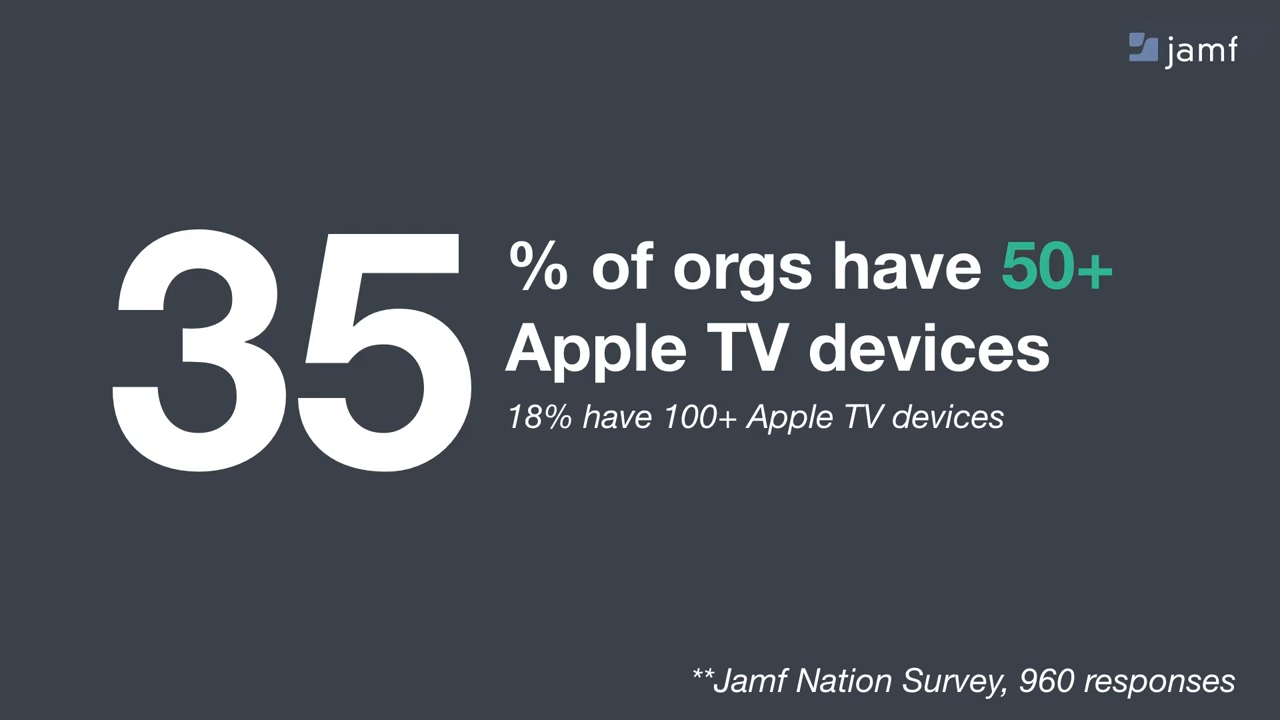 jamf
35% of orgs have 50+
Apple TV devices
18% have 100+ Apple TV devices
**Jamf Nation Survey, 960 responses